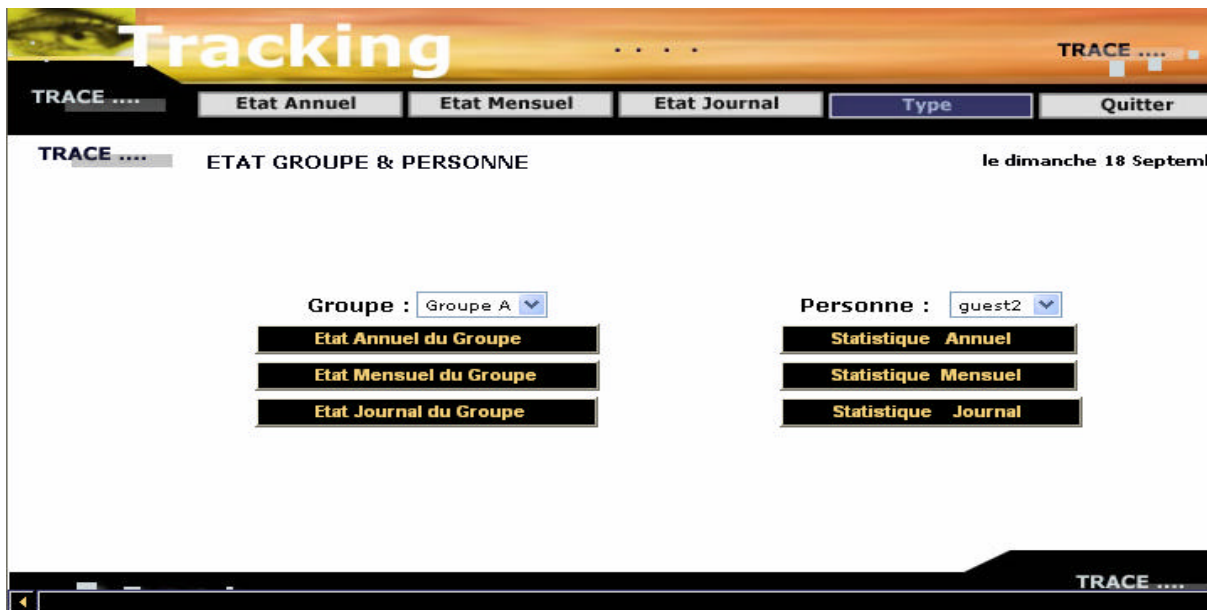 Tracking
. . . . TRACE ....
TRACE .... Etat Annuel Etat Mensuel Etat Journal Type Quitter
TRACE .... ETAT GROUPE & PERSONNE le dimanche 18 Septem
Groupe : Groupe A Personne : guest2
Etat Annuel du Groupe Statistique Annuel
Etat Mensuel du Groupe Statistique Mensuel
Etat Journal du Groupe Statistique Journal
TRACE ....